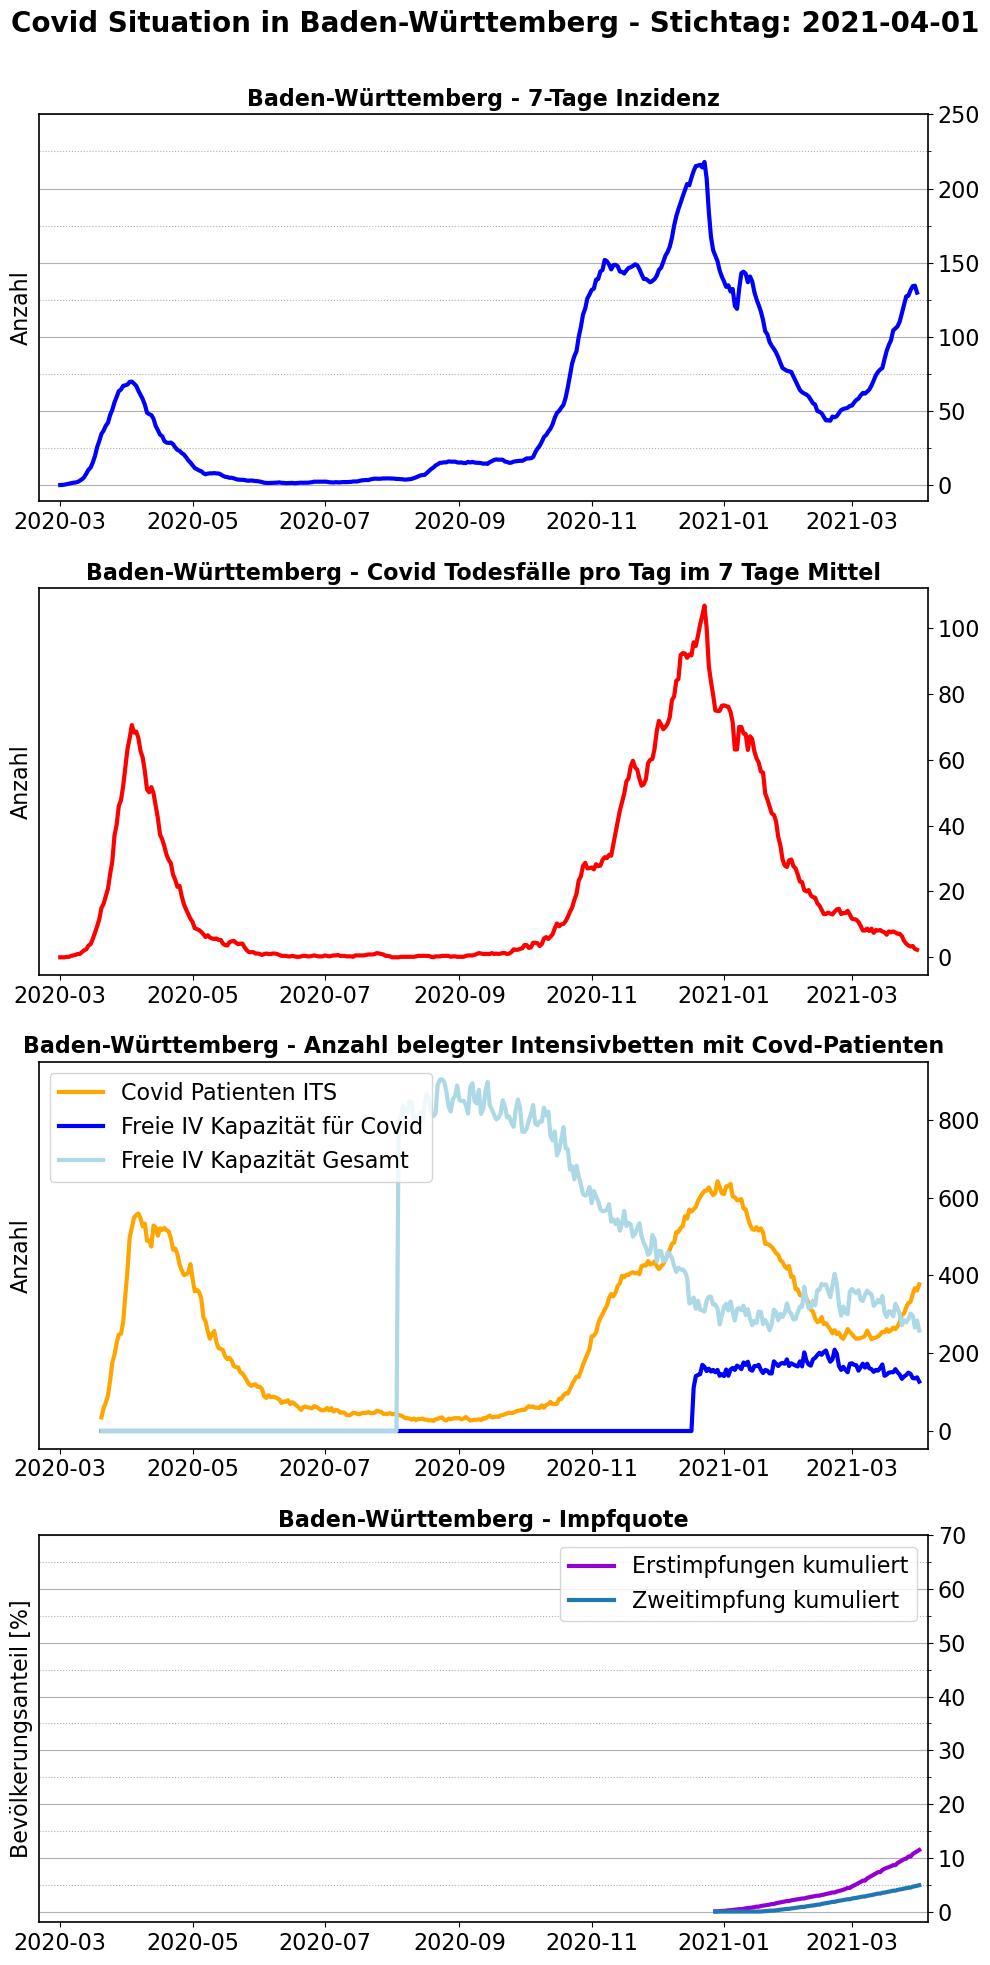 Covid Situation in Baden-Württemberg - Stichtag: 2021-04-01
Baden-Württemberg - 7-Tage Inzidenz
Anzahl
250
200
150
100
50
0
2020-03 2020-05 2020-07 2020-09 2020-11 2021-01 2021-03
Baden-Württemberg - Covid Todesfälle pro Tag im 7 Tage Mittel
Anzahl
100
80
60
40
20
0
2020-03 2020-05 2020-07 2020-09 2020-11 2021-01 2021-03
Baden-Württemberg - Anzahl belegter Intensivbetten mit Covd-Patienten
Covid Patienten ITS
Freie IV Kapazität für Covid
Freie IV Kapazität Gesamt
Anzahl
800
600
400
200
0
2020-03 2020-05 2020-07 2020-09 2020-11 2021-01 2021-03
Baden-Württemberg - Impfquote
Erstimpfungen kumuliert
Zweitimpfung kumuliert
Bevölkerungsanteil [%]
70
60
50
40
30
20
10
0
2020-03 2020-05 2020-07 2020-09 2020-11 2021-01 2021-03